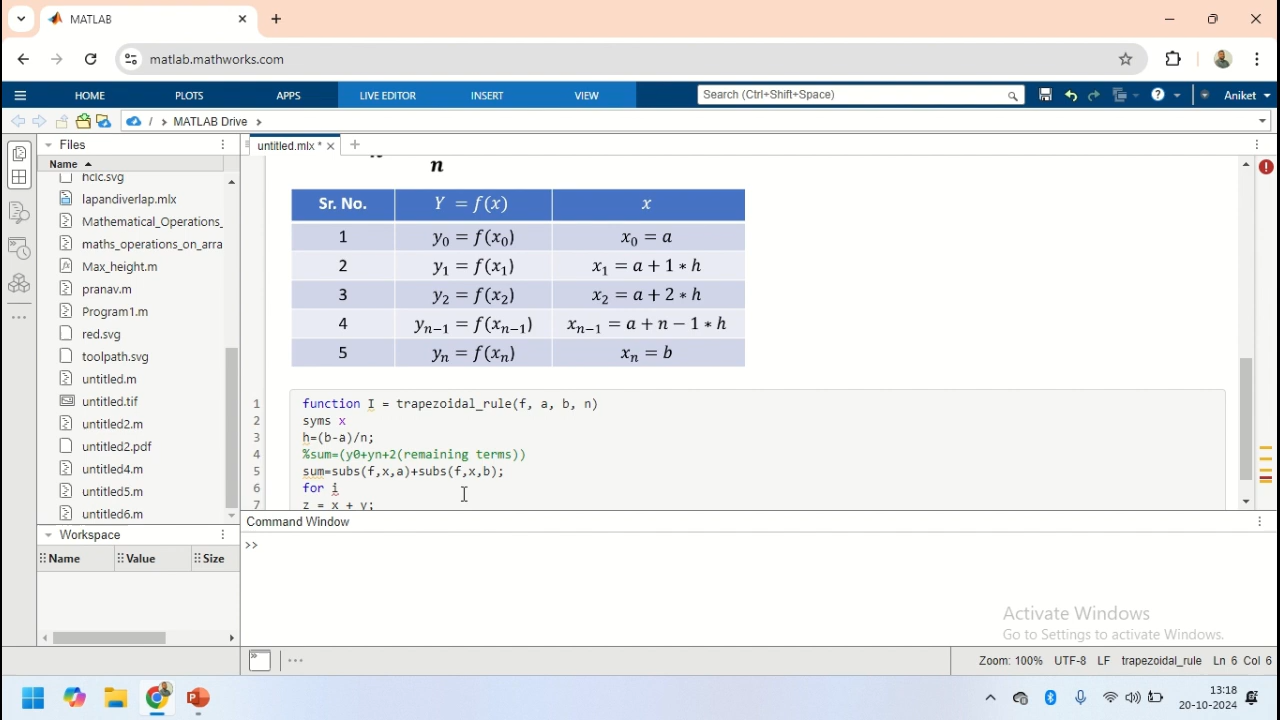 MATLAB
matlab.mathworks.com
HOME PLOTS APPS LIVE EDITOR INSERT VIEW Search (Ctrl+Shift+Space) Aniket
/ > MATLAB Drive >
Files
untitled.mlx *
Name
n
hclc.svg
lapandiverlap.mlx
Mathematical_Operations_
maths_operations_on_arra
Max_height.m
pranav.m
Program1.m
red.svg
toolpath.svg
untitled.m
untitled.tif
untitled2.m
untitled2.pdf
untitled4.m
untitled5.m
untitled6.m
Sr. No. Y = f(x) x
1 y₀ = f(x₀) x₀ = a
2 y₁ = f(x₁) x₁ = a + 1 ∗ h
3 y₂ = f(x₂) x₂ = a + 2 ∗ h
4 yₙ₋₁ = f(xₙ₋₁) xₙ₋₁ = a + n − 1 ∗ h
5 yₙ = f(xₙ) xₙ = b
1 function I = trapezoidal_rule(f, a, b, n)
2 syms x
3 h=(b-a)/n;
4 %sum=(y0+yn+2(remaining terms))
5 sum=subs(f,x,a)+subs(f,x,b);
6 for i
7 z = x + y;
Workspace
Name Value Size
Command Window
>>
Activate Windows
Go to Settings to activate Windows.
Zoom: 100% UTF-8 LF trapezoidal_rule Ln 6 Col 6
13:18
20-10-2024